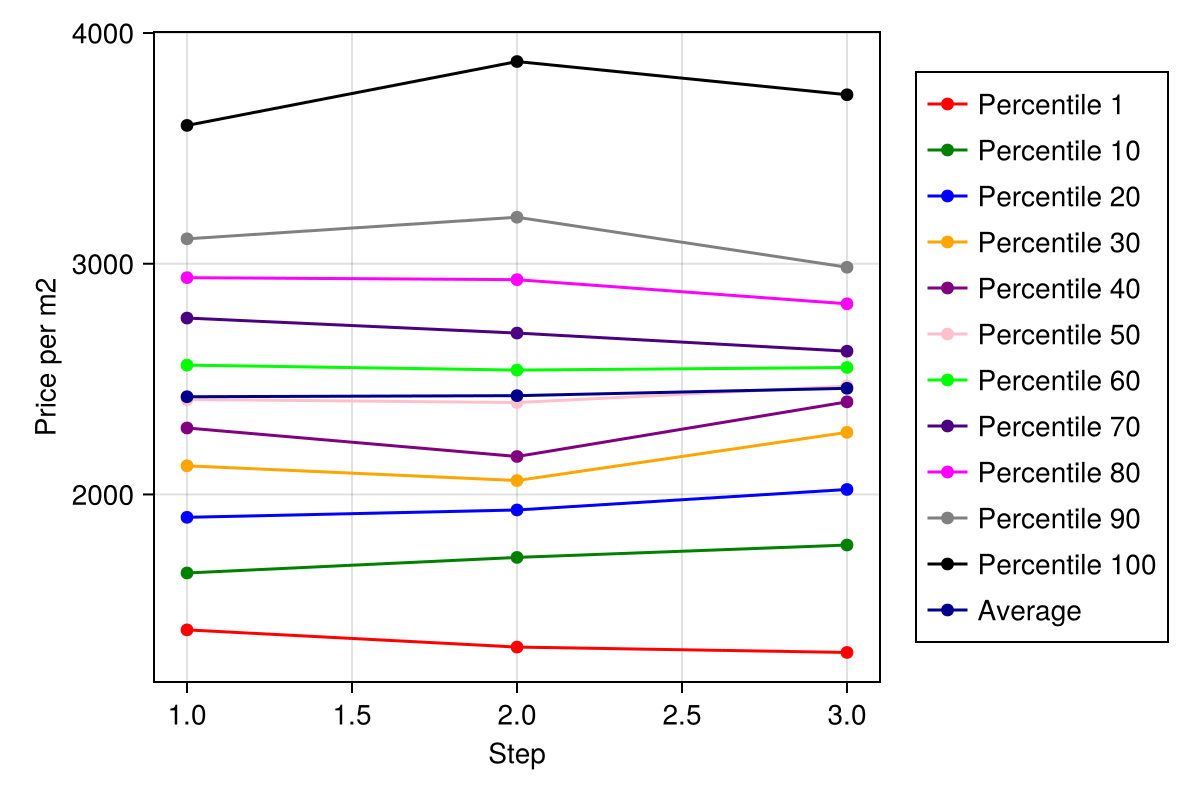 4000
3000
2000
Price per m2
1.0 1.5 2.0 2.5 3.0
Step
Percentile 1
Percentile 10
Percentile 20
Percentile 30
Percentile 40
Percentile 50
Percentile 60
Percentile 70
Percentile 80
Percentile 90
Percentile 100
Average